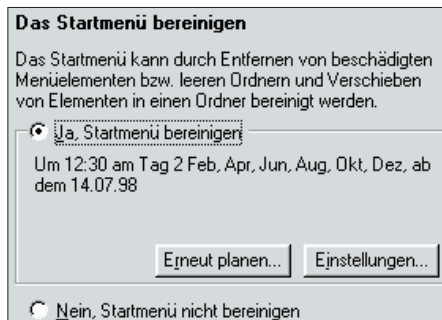 Das Startmenü bereinigen
Das Startmenü kann durch Entfernen von beschädigten
Menüelementen bzw. leeren Ordnern und Verschieben
von Elementen in einen Ordner bereinigt werden.
Ja, Startmenü bereinigen
Um 12:30 am Tag 2 Feb, Apr, Jun, Aug, Okt, Dez, ab
dem 14.07.98
Erneut planen... Einstellungen...
Nein, Startmenü nicht bereinigen